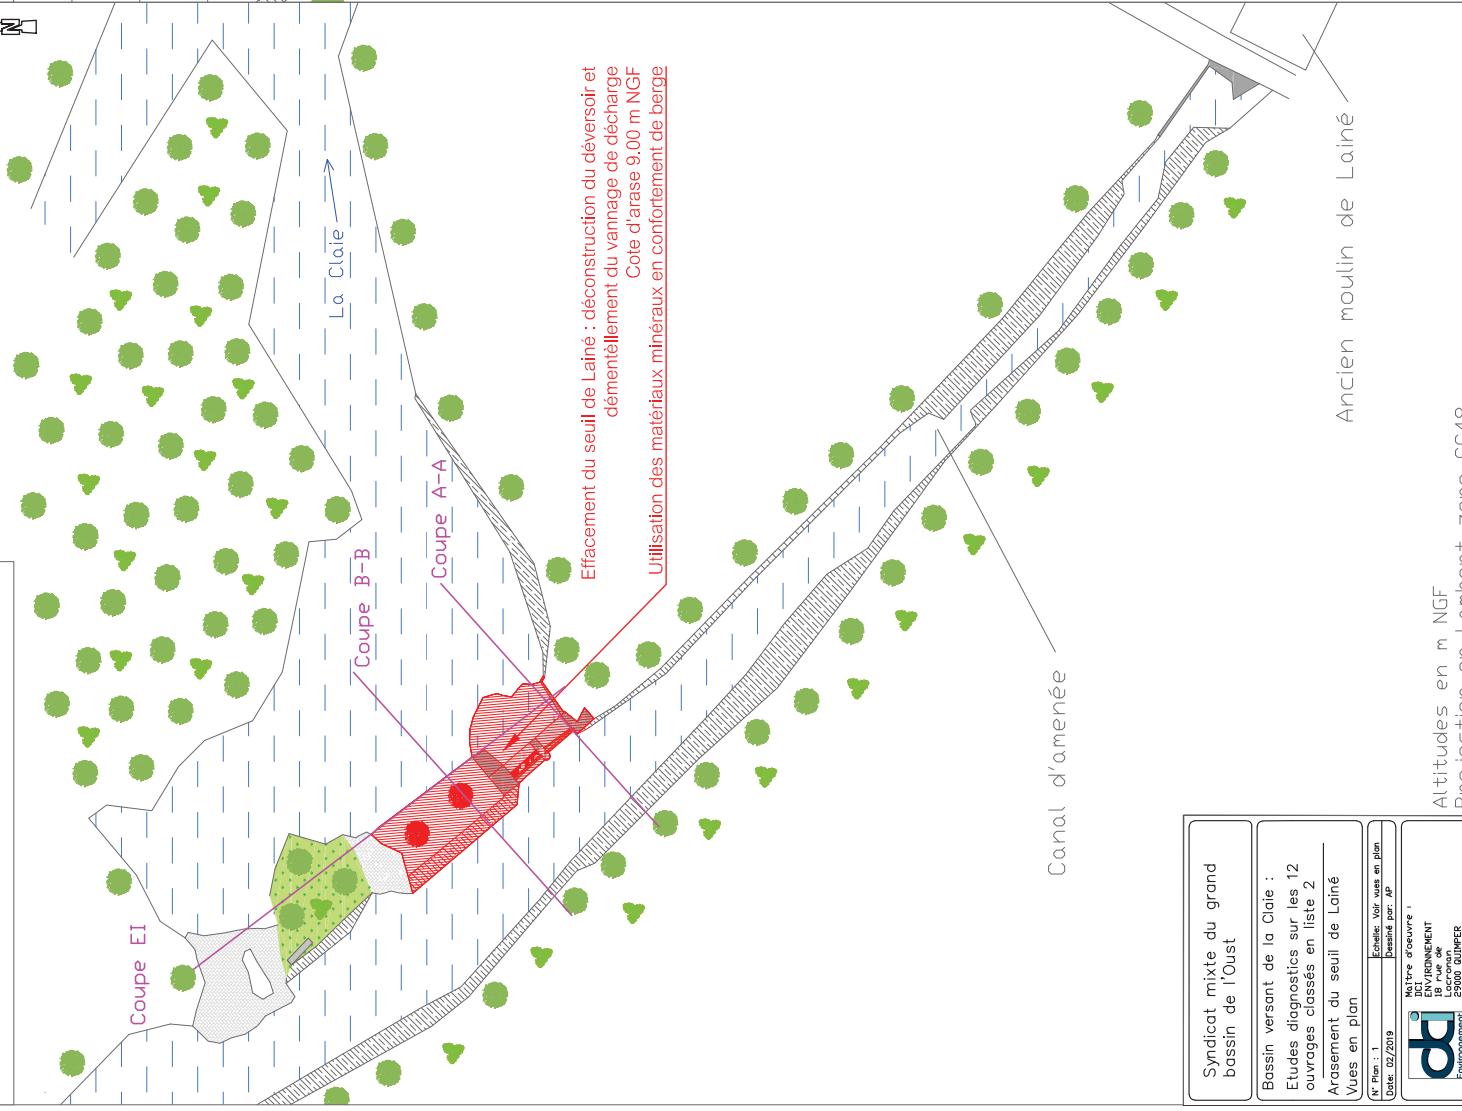 N
La Claie
Effacement du seuil de Lainé : déconstruction du déversoir et
démentèllement du vannage de décharge
Cote d'arase 9.00 m NGF
Utilisation des matériaux minéraux en confortement de berge
Coupe A-A
Coupe B-B
Coupe EI
Canal d'amenée
Ancien moulin de Lainé
Altitudes en m NGF
Syndicat mixte du grand
bassin de l'Oust
Bassin versant de la Claie :
Etudes diagnostics sur les 12
ouvrages classés en liste 2
Arasement du seuil de Lainé
Vues en plan
N° Plan : 1
Echelle: Voir vues en plan
Date: 02/2019
Dessiné par: AP
Maître d'oeuvre :
DCI
ENVIRONNEMENT
18 rue de
Locronan
29000 QUIMPER
dci
Environnement